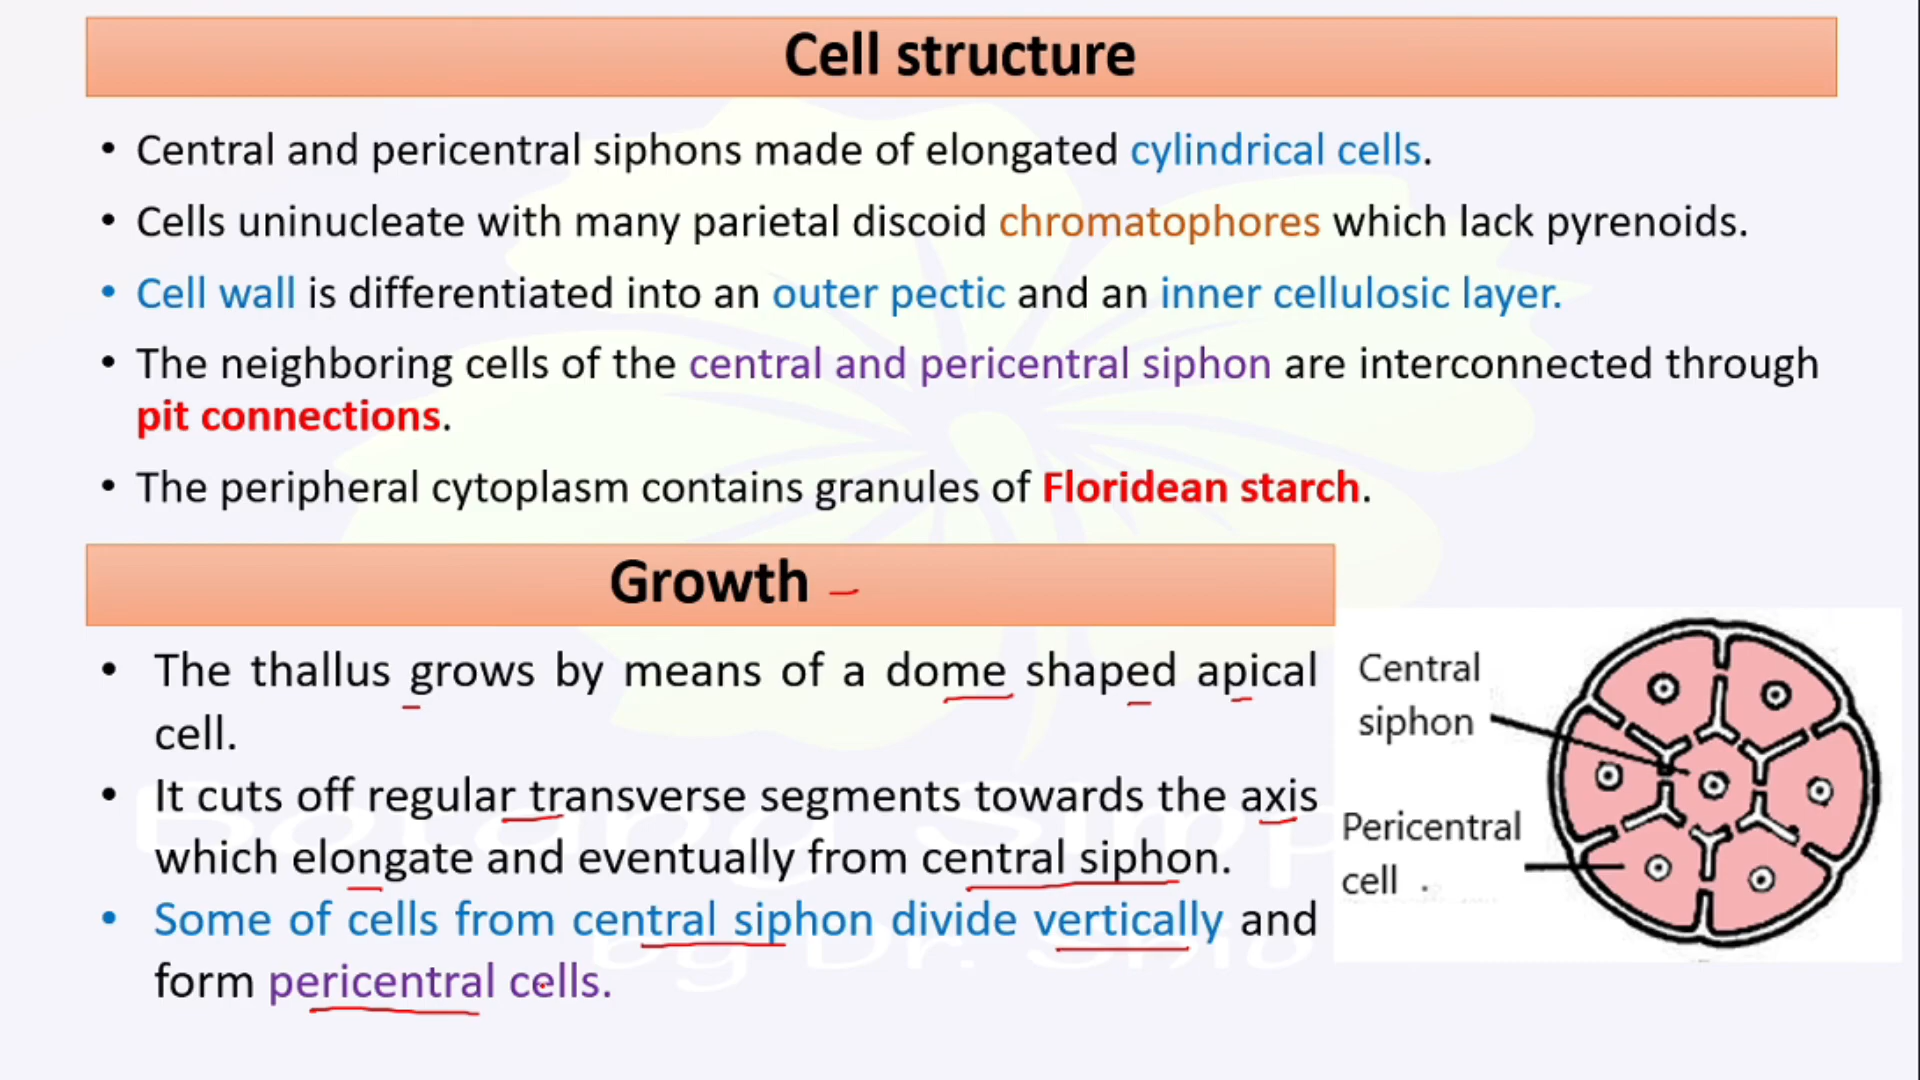 Cell structure
• Central and pericentral siphons made of elongated cylindrical cells.
• Cells uninucleate with many parietal discoid chromatophores which lack pyrenoids.
• Cell wall is differentiated into an outer pectic and an inner cellulosic layer.
• The neighboring cells of the central and pericentral siphon are interconnected through
pit connections.
• The peripheral cytoplasm contains granules of Floridean starch.
Growth
• The thallus grows by means of a dome shaped apical
cell.
• It cuts off regular transverse segments towards the axis
which elongate and eventually from central siphon.
• Some of cells from central siphon divide vertically and
form pericentral cells.
Central
siphon
Pericentral
cell
by Dr.